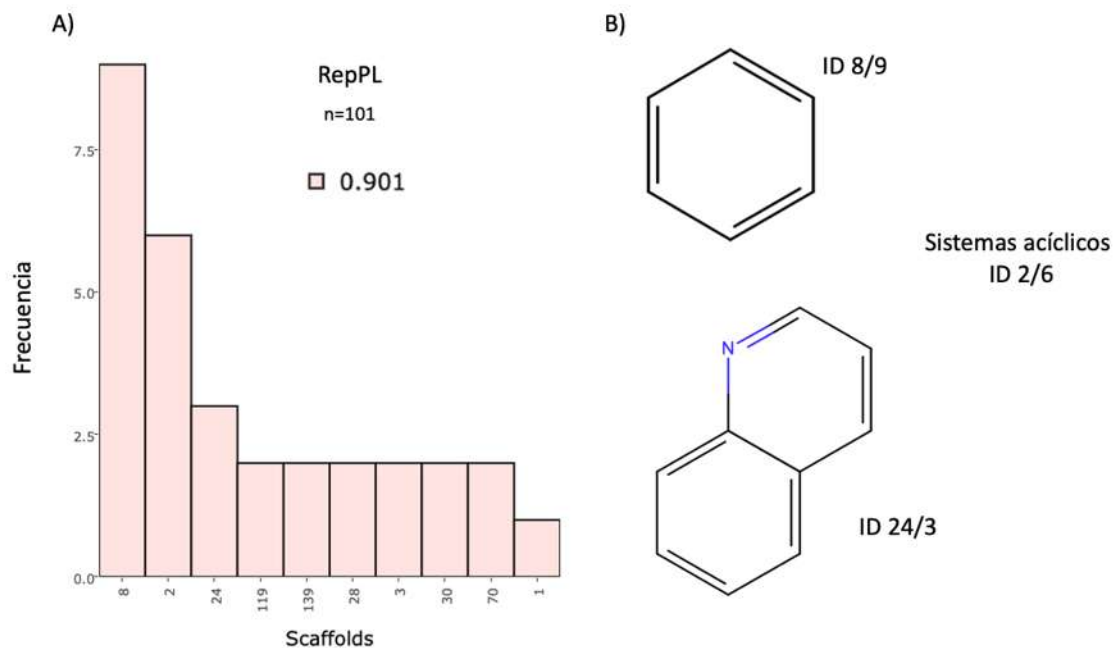 A)
RepPL
n=101
0.901
Frecuencia
7.5
5.0
2.5
0.0
8
2
24
119
139
28
3
30
70
1
Scaffolds
B)
ID 8/9
Sistemas acíclicos
ID 2/6
N
ID 24/3